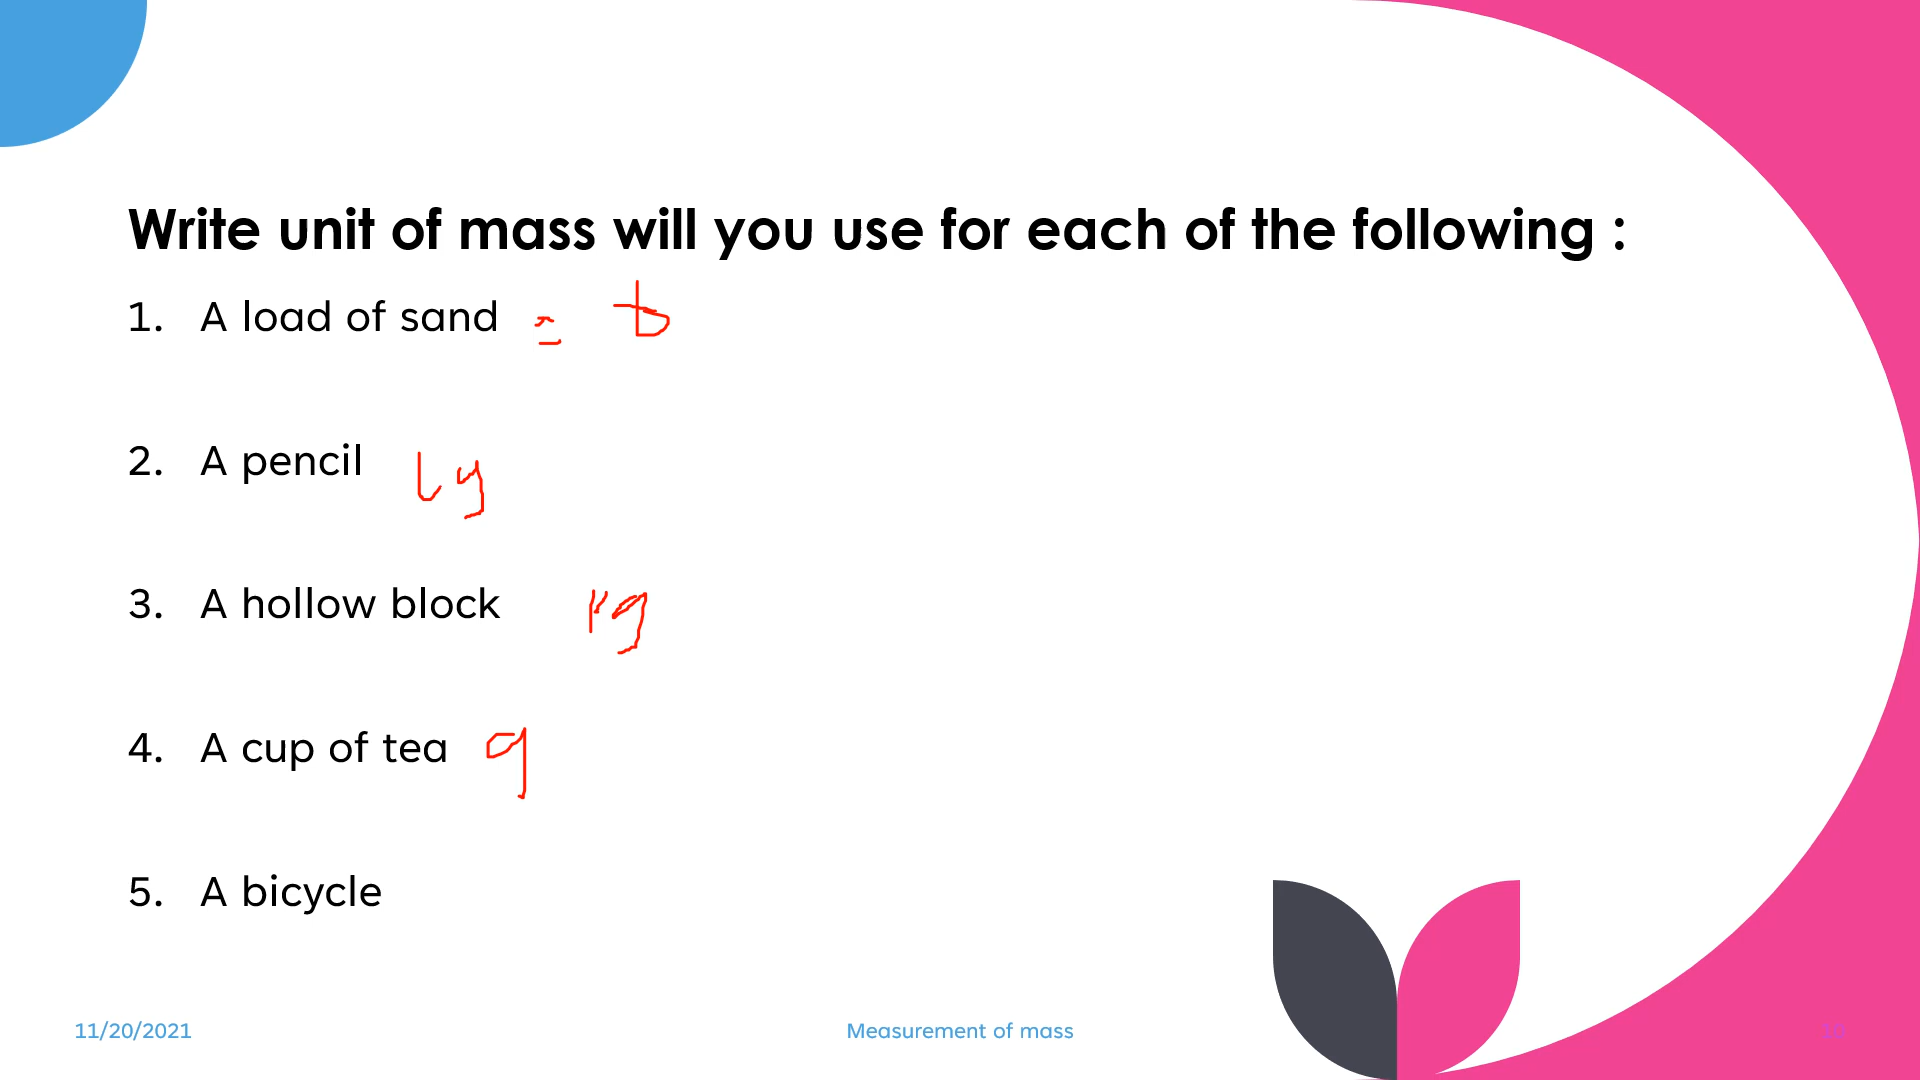 Write unit of mass will you use for each of the following :
1. A load of sand =
2. A pencil
3. A hollow block
4. A cup of tea g
5. A bicycle
11/20/2021 Measurement of mass 10